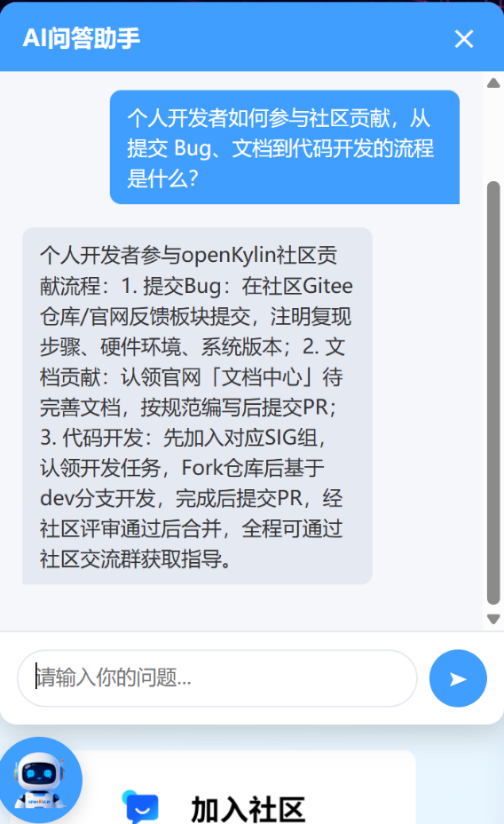 AI问答助手
个人开发者如何参与社区贡献，从
提交 Bug、文档到代码开发的流程
是什么？
个人开发者参与openKylin社区贡
献流程：1. 提交Bug：在社区Gitee
仓库/官网反馈板块提交，注明复现
步骤、硬件环境、系统版本；2. 文
档贡献：认领官网「文档中心」待
完善文档，按规范编写后提交PR；
3. 代码开发：先加入对应SIG组，
认领开发任务，Fork仓库后基于
dev分支开发，完成后提交PR，经
社区评审通过后合并，全程可通过
社区交流群获取指导。
请输入你的问题...
加入社区